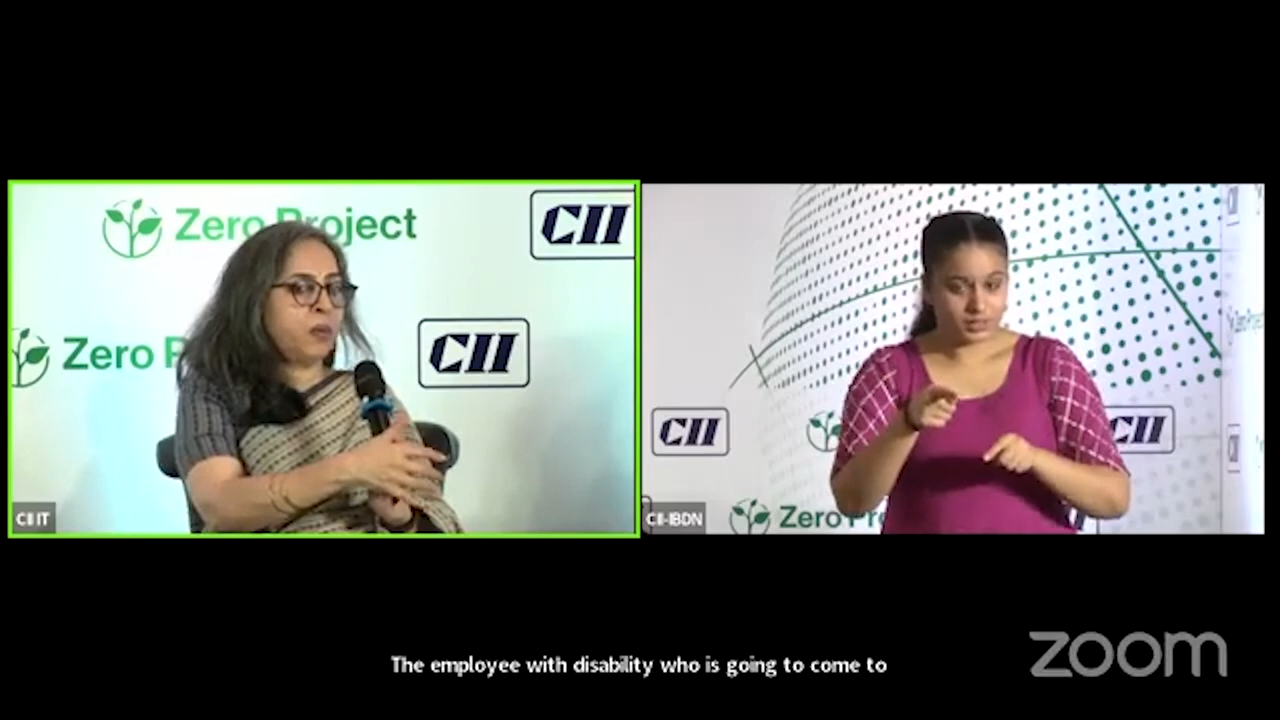 Zero Project
CII
Zero P
CII
CII IT
CII
CII
CII-IBDN
Zero Pr
The employee with disability who is going to come to
zoom